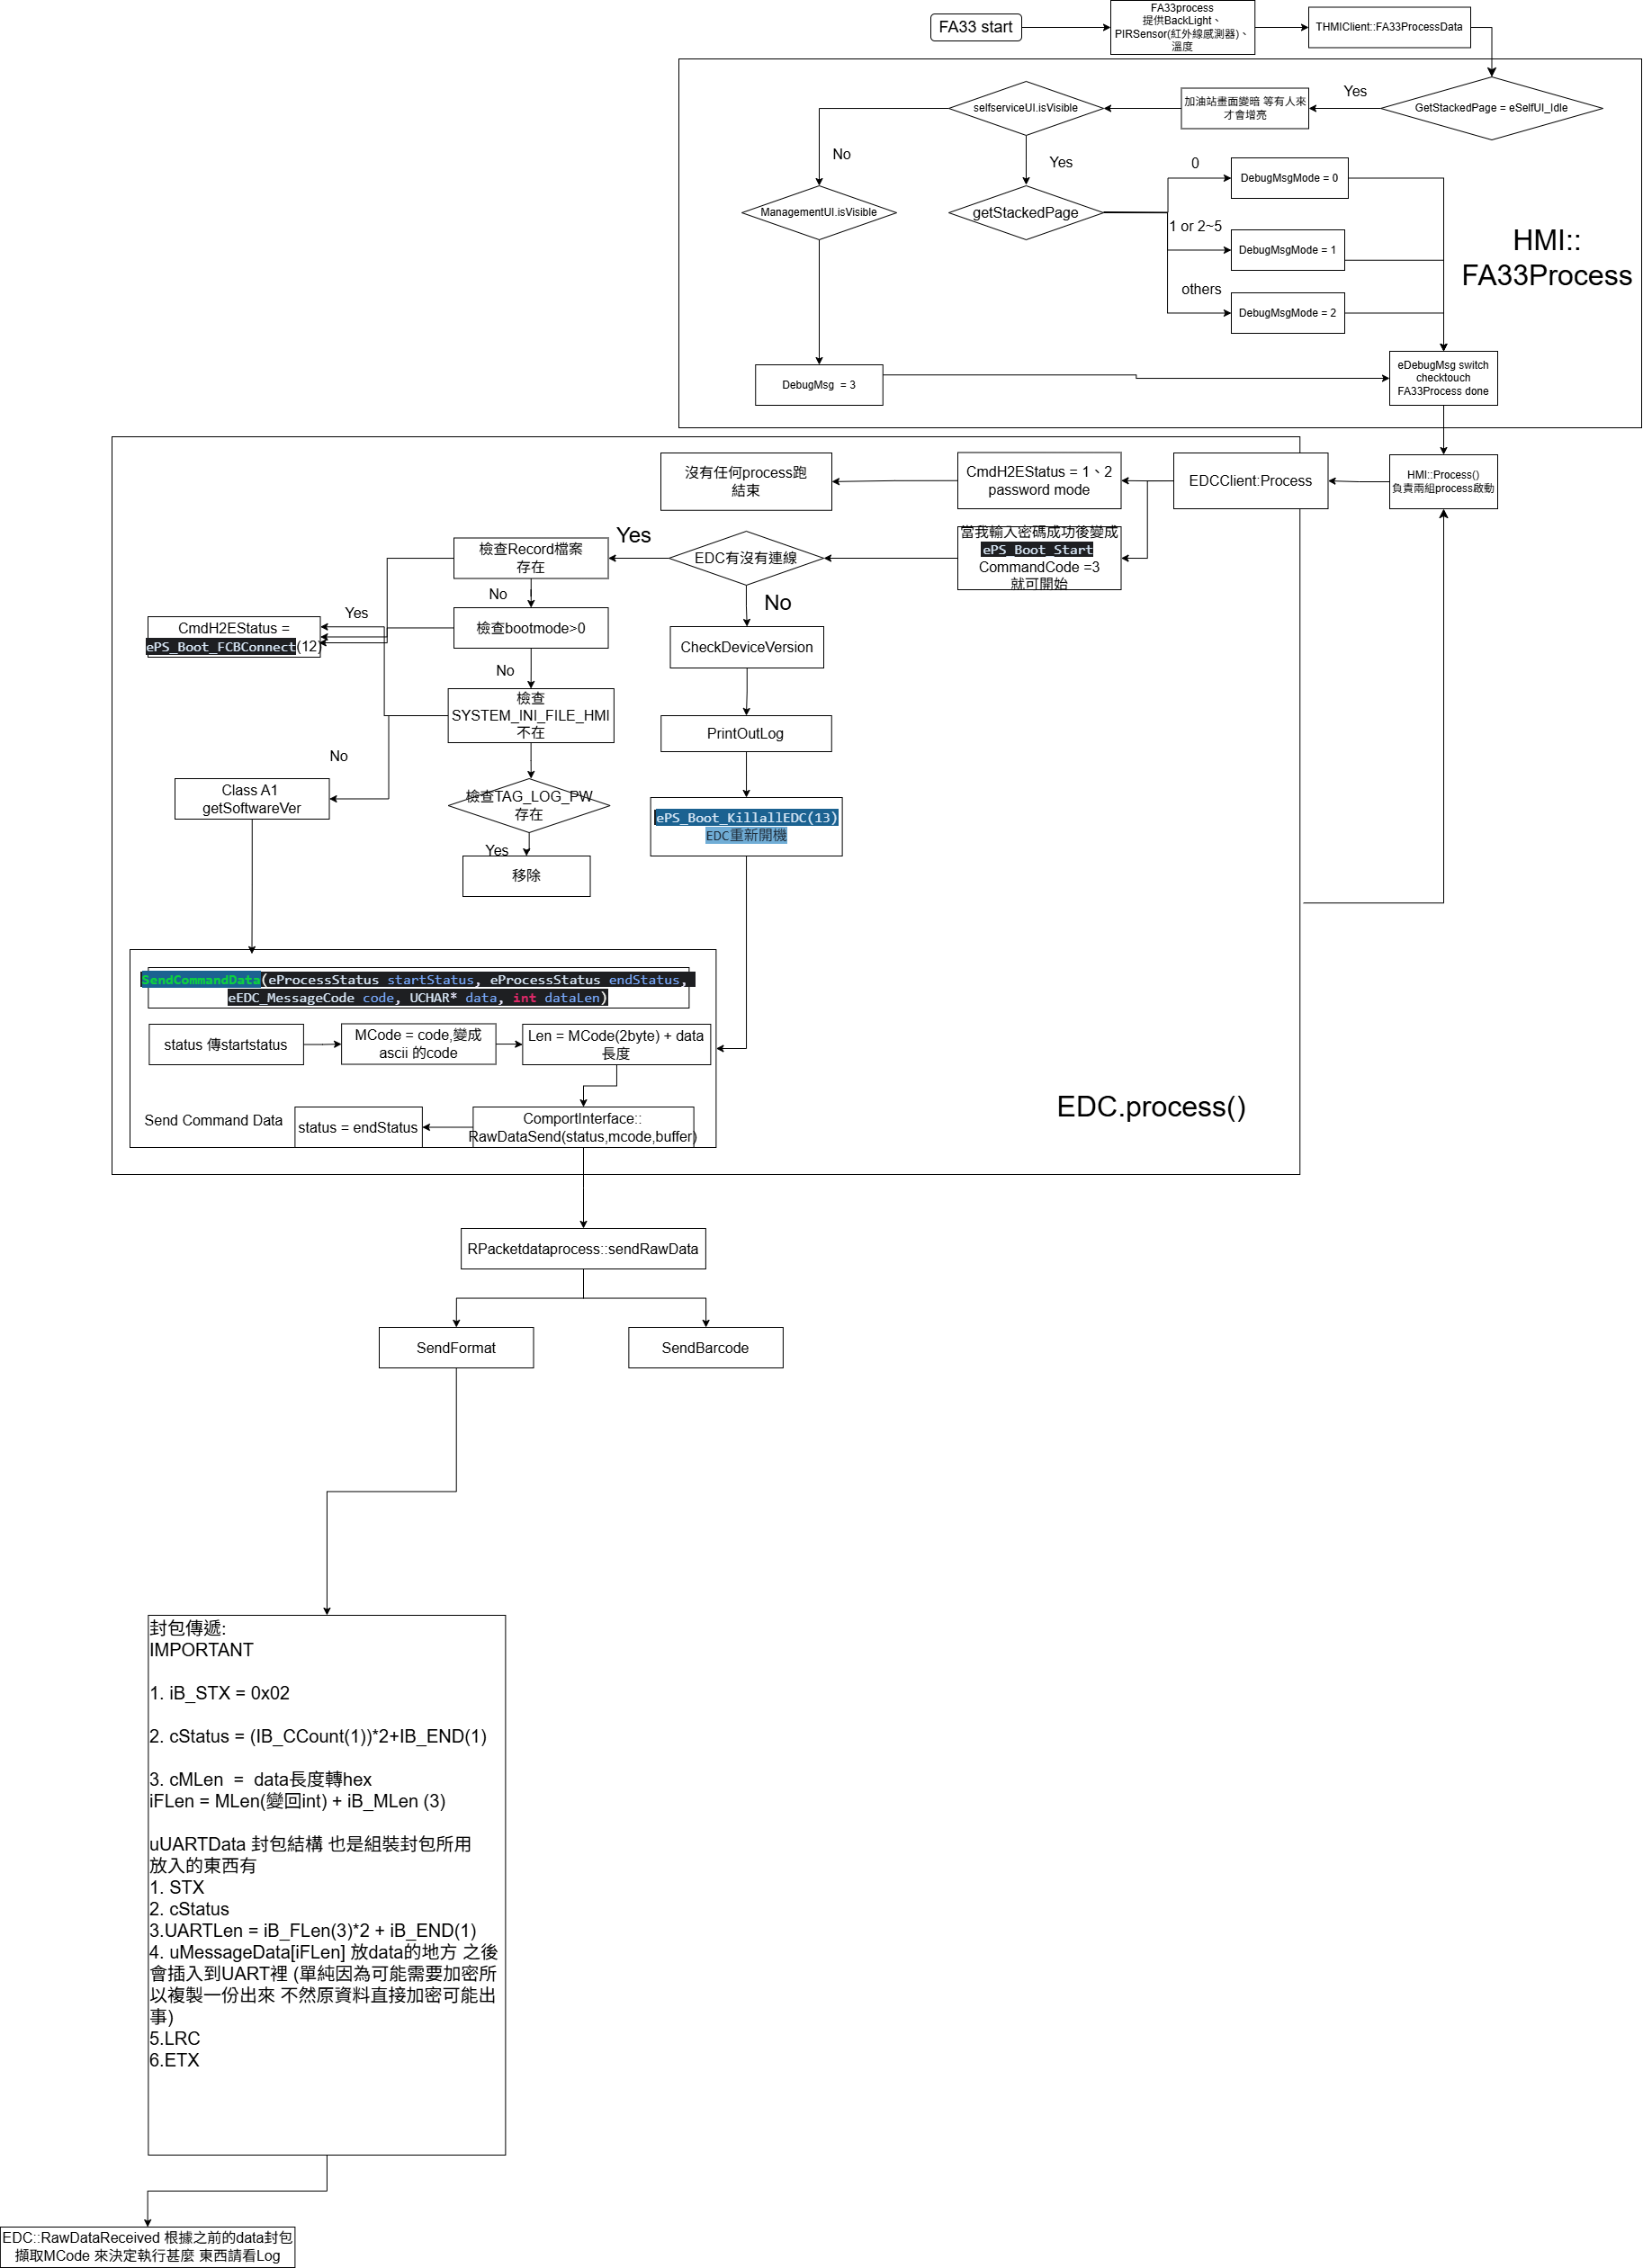 FA33 start
FA33process
提供BackLight、
PIRSensor(紅外線感測器)、
溫度
THMIClient::FA33ProcessData
GetStackedPage = eSelfUI_Idle
Yes
加油站畫面變暗 等有人來
才會增亮
selfserviceUI.isVisible
No
Yes
ManagementUI.isVisible
getStackedPage
0
DebugMsgMode = 0
1 or 2~5
DebugMsgMode = 1
others
DebugMsgMode = 2
HMI::
FA33Process
DebugMsg  = 3
eDebugMsg switch
checktouch
FA33Process done
HMI::Process()
負責兩組process啟動
EDCClient:Process
CmdH2EStatus = 1、2
password mode
沒有任何process跑
結束
當我輸入密碼成功後變成
ePS_Boot_Start
CommandCode =3
就可開始
EDC有沒有連線
Yes
No
檢查Record檔案
存在
No
檢查bootmode>0
Yes
CmdH2EStatus =
ePS_Boot_FCBConnect(12)
No
檢查
SYSTEM_INI_FILE_HMI
不在
No
檢查TAG_LOG_PW
存在
Yes
移除
Class A1
getSoftwareVer
CheckDeviceVersion
PrintOutLog
ePS_Boot_KillallEDC(13)
EDC重新開機
SendCommandData(eProcessStatus startStatus, eProcessStatus endStatus,
eEDC_MessageCode code, UCHAR* data, int dataLen)
status 傳startstatus
MCode = code,變成
ascii 的code
Len = MCode(2byte) + data
長度
Send Command Data
status = endStatus
ComportInterface::
RawDataSend(status,mcode,buffer)
EDC.process()
RPacketdataprocess::sendRawData
SendFormat
SendBarcode
封包傳遞:
IMPORTANT
1. iB_STX = 0x02
2. cStatus = (IB_CCount(1))*2+IB_END(1)
3. cMLen  =  data長度轉hex
iFLen = MLen(變回int) + iB_MLen (3)
uUARTData 封包結構 也是組裝封包所用
放入的東西有
1. STX
2. cStatus
3.UARTLen = iB_FLen(3)*2 + iB_END(1)
4. uMessageData[iFLen] 放data的地方 之後
會插入到UART裡 (單純因為可能需要加密所
以複製一份出來 不然原資料直接加密可能出
事)
5.LRC
6.ETX
EDC::RawDataReceived 根據之前的data封包
擷取MCode 來決定執行甚麼 東西請看Log